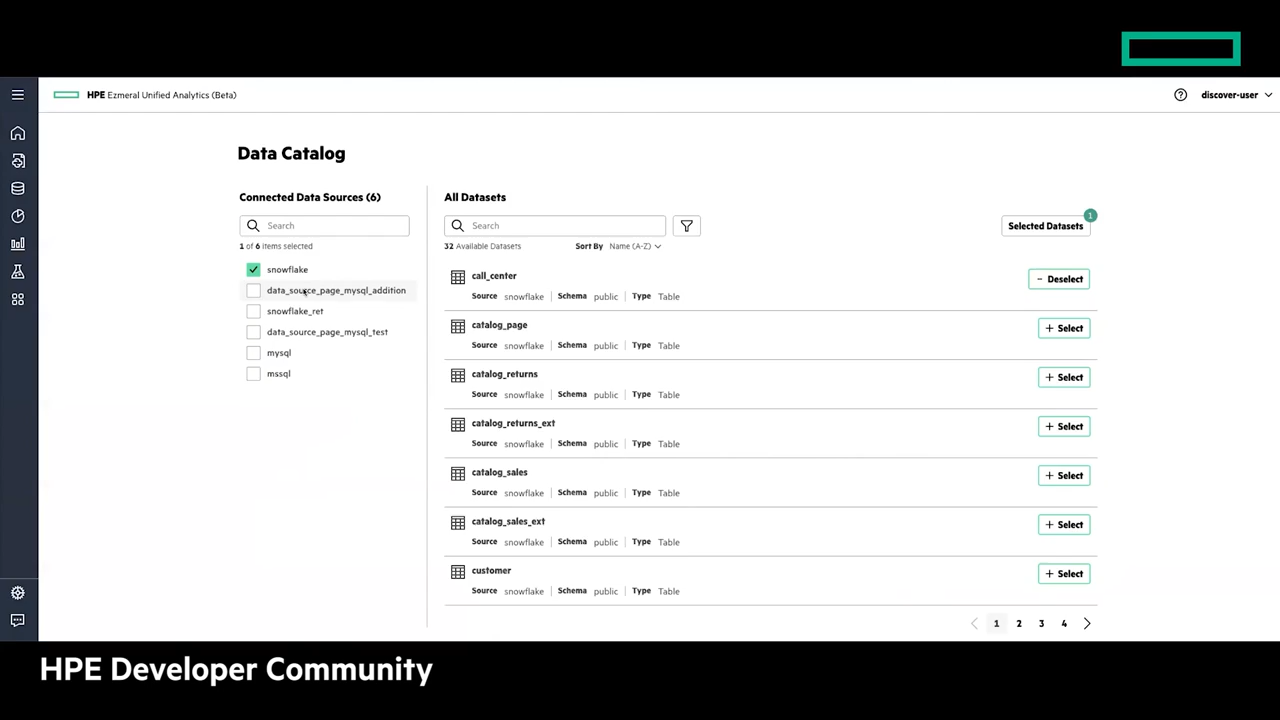 HPE Ezmeral Unified Analytics (Beta)
discover-user
Data Catalog
Connected Data Sources (6)
Search
1 of 6 items selected
snowflake
data_source_page_mysql_addition
snowflake_ret
data_source_page_mysql_test
mysql
mssql
All Datasets
Search
Selected Datasets
1
32 Available Datasets
Sort By Name (A-Z)
call_center
Source snowflake Schema public Type Table
Deselect
catalog_page
Source snowflake Schema public Type Table
+ Select
catalog_returns
Source snowflake Schema public Type Table
+ Select
catalog_returns_ext
Source snowflake Schema public Type Table
+ Select
catalog_sales
Source snowflake Schema public Type Table
+ Select
catalog_sales_ext
Source snowflake Schema public Type Table
+ Select
customer
Source snowflake Schema public Type Table
+ Select
1 2 3 4
HPE Developer Community